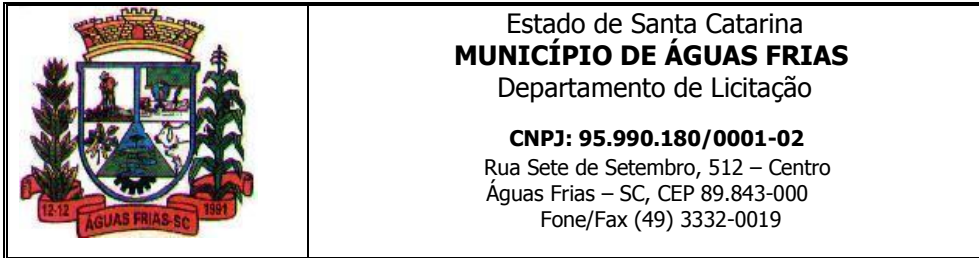 Estado de Santa Catarina
MUNICÍPIO DE ÁGUAS FRIAS
Departamento de Licitação
CNPJ: 95.990.180/0001-02
Rua Sete de Setembro, 512 – Centro
Águas Frias – SC, CEP 89.843-000
Fone/Fax (49) 3332-0019
12-12
ÁGUAS FRIAS-SC
1991